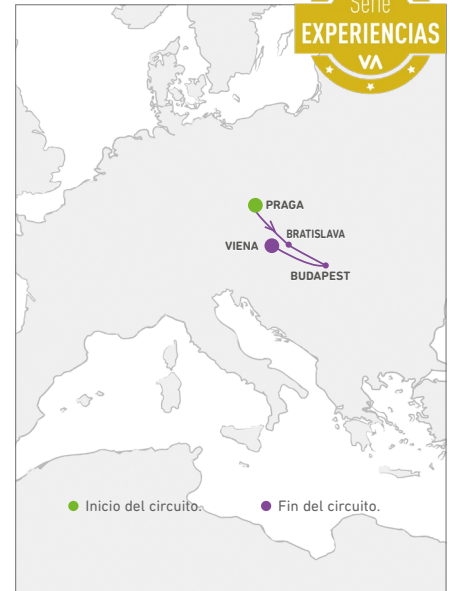 Serie
EXPERIENCIAS
VA
PRAGA
BRATISLAVA
VIENA
BUDAPEST
Inicio del circuito.
Fin del circuito.